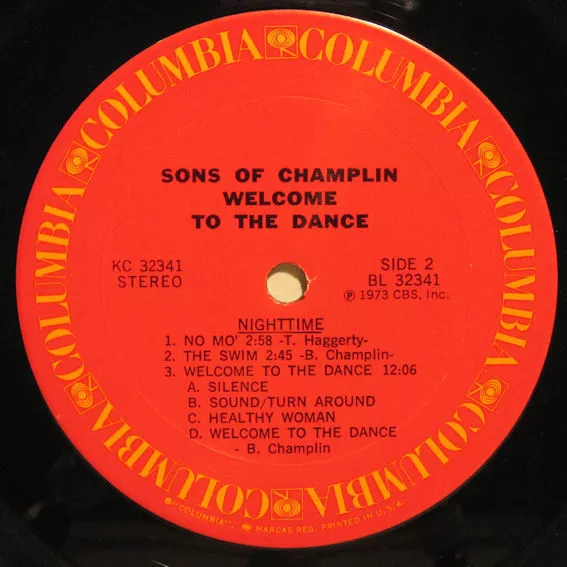 COLUMBIA COLUMBIA COLUMBIA COLUMBIA COLUMBIA COLUMBIA
SONS OF CHAMPLIN
WELCOME
TO THE DANCE
KC 32341
STEREO
SIDE 2
BL 32341
Ⓟ 1973 CBS, Inc.
NIGHTTIME
1. NO MO' 2:58 -T. Haggerty-
2. THE SWIM 2:45 -B. Champlin-
3. WELCOME TO THE DANCE 12:06
A. SILENCE
B. SOUND/TURN AROUND
C. HEALTHY WOMAN
D. WELCOME TO THE DANCE
- B. Champlin
"COLUMBIA", MARCAS REG. PRINTED IN U.S.A.